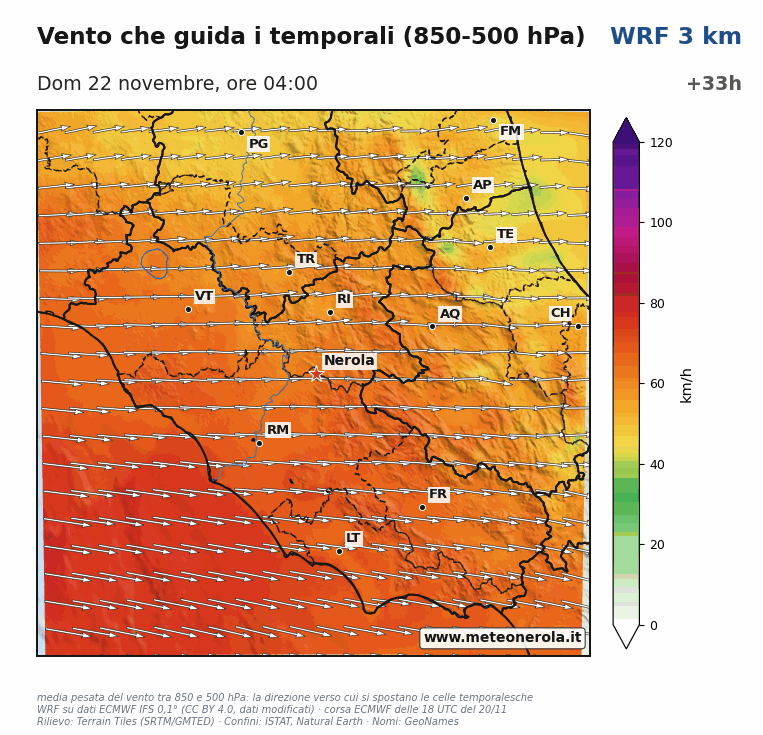 Vento che guida i temporali (850-500 hPa) WRF 3 km
Dom 22 novembre, ore 04:00 +33h
FM
PG
AP
TE
TR
VT
RI
AQ
CH
Nerola
RM
FR
LT
www.meteonerola.it
120
100
80
60
40
20
0
km/h
media pesata del vento tra 850 e 500 hPa: la direzione verso cui si spostano le celle temporalesche
WRF su dati ECMWF IFS 0,1° (CC BY 4.0, dati modificati) · corsa ECMWF delle 18 UTC del 20/11
Rilievo: Terrain Tiles (SRTM/GMTED) · Confini: ISTAT, Natural Earth · Nomi: GeoNames